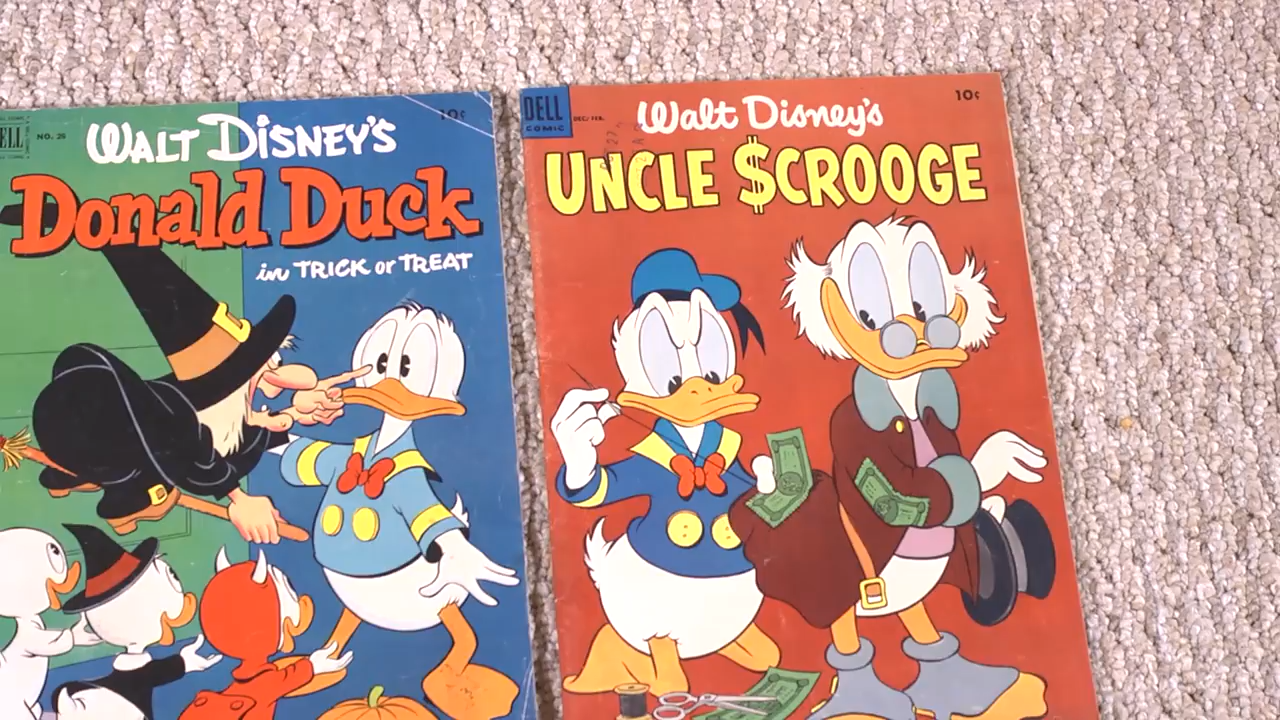 ELL
NO. 26
10¢
WALT DISNEY'S
Donald Duck
in TRICK or TREAT
DELL
COMIC
DEC/FEB.
10¢
Walt Disney's
UNCLE $CROOGE